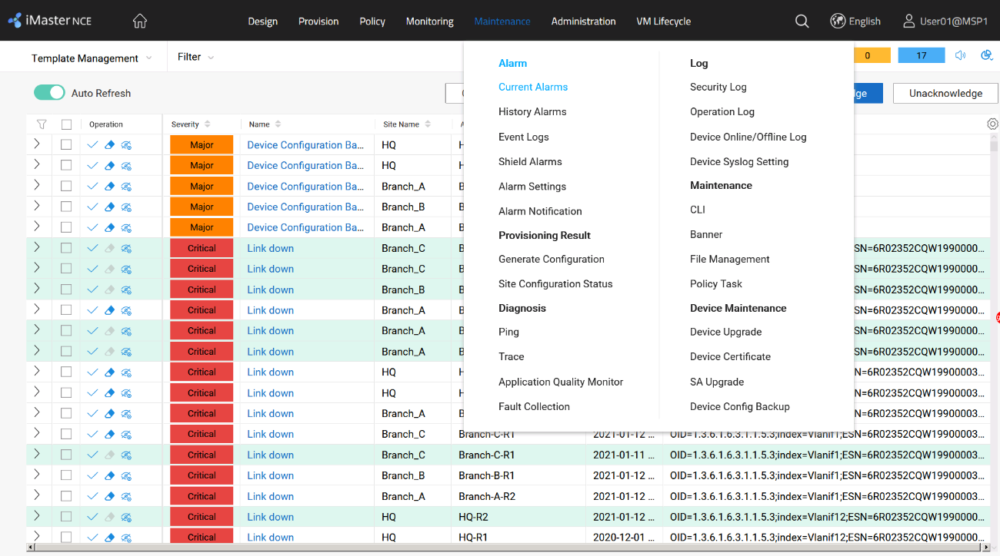 iMaster NCE Design Provision Policy Monitoring Maintenance Administration VM Lifecycle English User01@MSP1
Template Management Filter 0 17
Alarm Log
Current Alarms Security Log
History Alarms Operation Log
Event Logs Device Online/Offline Log
Shield Alarms Device Syslog Setting
Alarm Settings Maintenance
Alarm Notification CLI
Provisioning Result Banner
Generate Configuration File Management
Site Configuration Status Policy Task
Diagnosis Device Maintenance
Ping Device Upgrade
Trace Device Certificate
Application Quality Monitor SA Upgrade
Fault Collection Device Config Backup
Auto Refresh Unacknowledge
Operation Severity Name Site Name
Major Device Configuration Ba... HQ
Major Device Configuration Ba... HQ
Major Device Configuration Ba... Branch_A
Major Device Configuration Ba... Branch_B
Major Device Configuration Ba... Branch_A
Critical Link down Branch_C ESN=6R02352CQW1990000...
Critical Link down Branch_C ESN=6R02352CQW1990000...
Critical Link down Branch_B ESN=6R02352CQW1990000...
Critical Link down Branch_A ESN=6R02352CQW19900003...
Critical Link down Branch_A ESN=6R02352CQW1990000...
Critical Link down Branch_A ESN=6R02352CQW1990000...
Critical Link down HQ ESN=6R02352CQW19900003...
Critical Link down HQ ESN=6R02352CQW19900003...
Critical Link down Branch_A ESN=6R02352CQW19900003...
Critical Link down Branch_C Branch-C-R1 2021-01-12 ... OID=1.3.6.1.6.3.1.1.5.3;index=Vlanif1;ESN=6R02352CQW19900003...
Critical Link down Branch_C Branch-C-R1 2021-01-11 ... OID=1.3.6.1.6.3.1.1.5.3;index=Vlanif1;ESN=6R02352CQW19900003...
Critical Link down Branch_B Branch-B-R1 2021-01-12 ... OID=1.3.6.1.6.3.1.1.5.3;index=Vlanif1;ESN=6R02352CQW19900003...
Critical Link down Branch_A Branch-A-R2 2021-01-12 ... OID=1.3.6.1.6.3.1.1.5.3;index=Vlanif1;ESN=6R02352CQW19900003...
Critical Link down HQ HQ-R2 2021-01-12 ... OID=1.3.6.1.6.3.1.1.5.3;index=Vlanif12;ESN=6R02352CQW1990000...
Critical Link down HQ HQ-R1 2020-12-01 ... OID=1.3.6.1.6.3.1.1.5.3;index=Vlanif12;ESN=6R02352CQW1990000...